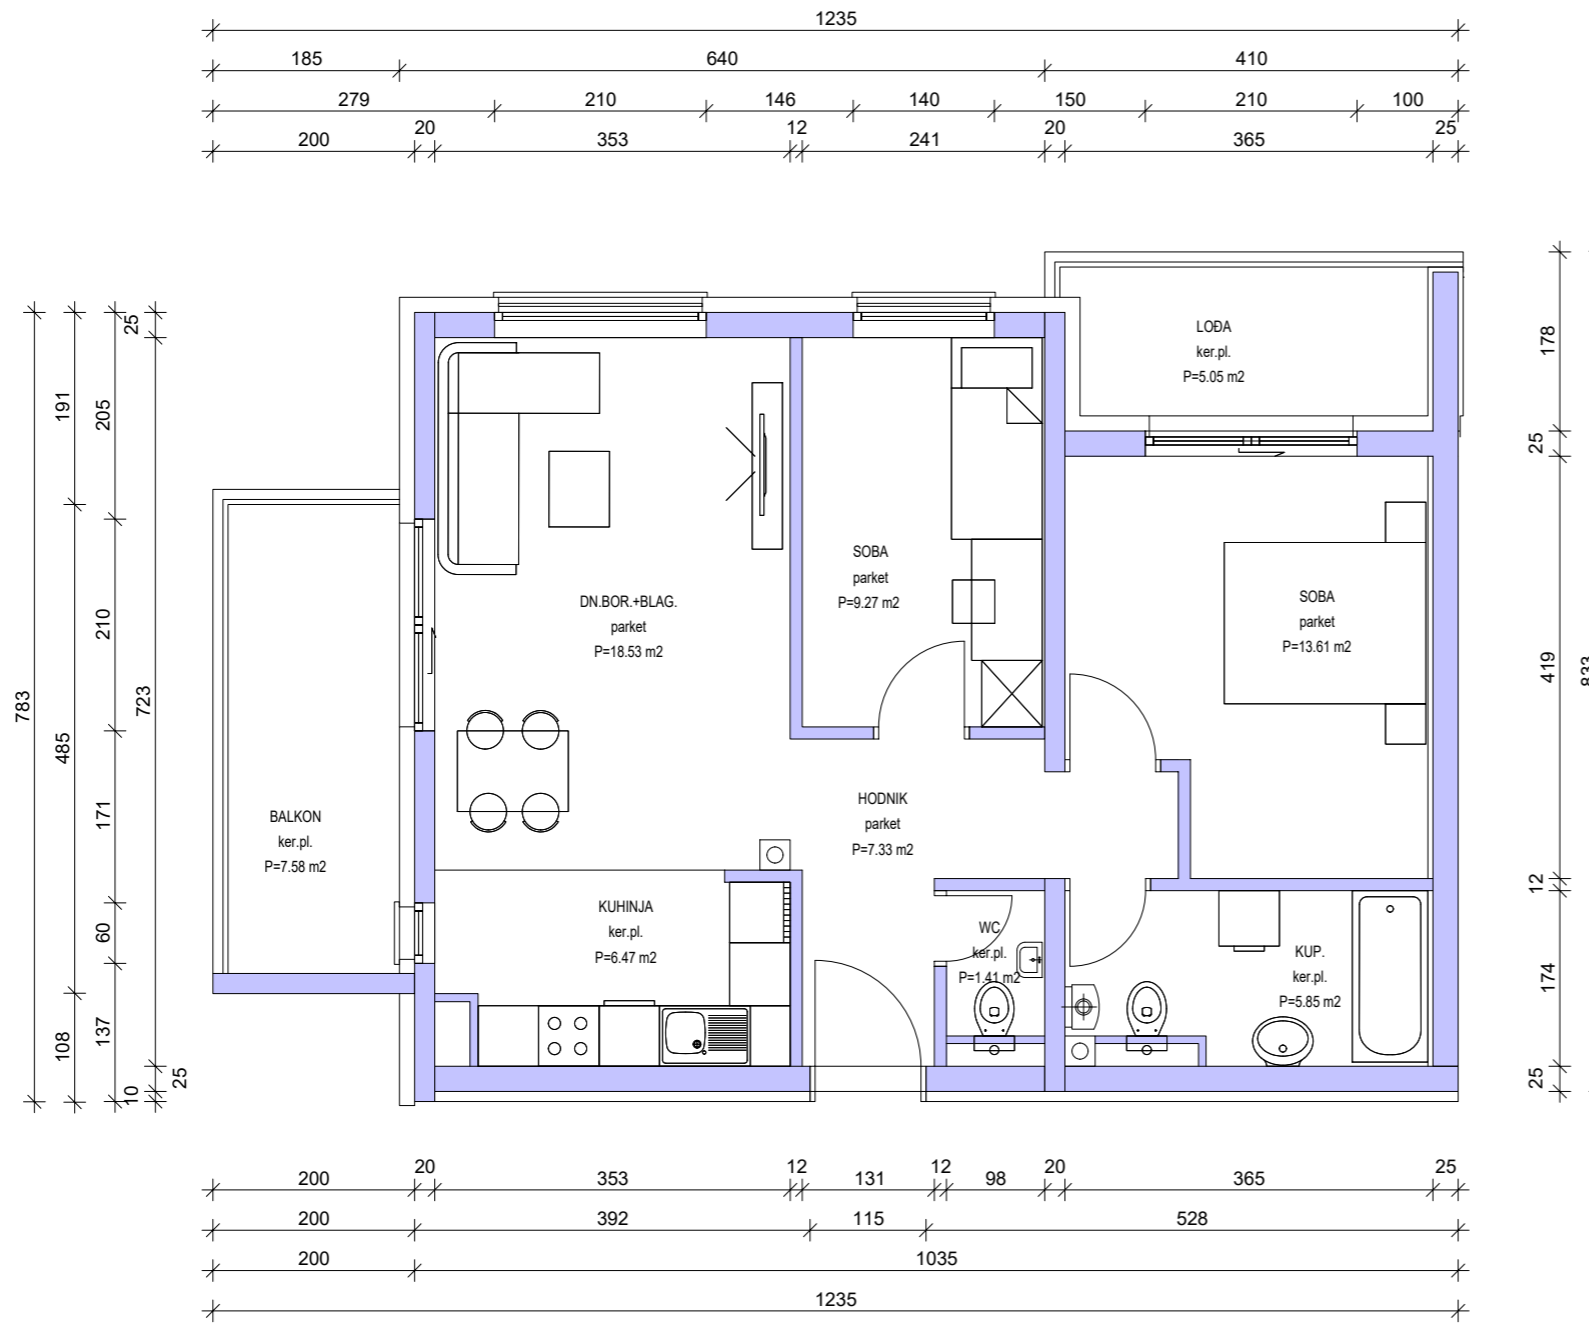 1235
185 640 410
279 210 146 140 150 210 100
200 20 353 12 241 20 365 25
LOĐA
ker.pl.
P=5.05 m2
SOBA
parket
P=9.27 m2
DN.BOR.+BLAG.
parket
P=18.53 m2
SOBA
parket
P=13.61 m2
BALKON
ker.pl.
P=7.58 m2
HODNIK
parket
P=7.33 m2
KUHINJA
ker.pl.
P=6.47 m2
WC
ker.pl.
P=1.41 m2
KUP.
ker.pl.
P=5.85 m2
783
191 485 108
205 210 171 60 137 10
25 723 25
178 25 419 12 174 25
833
200 20 353 12 131 12 98 20 365 25
200 392 115 528
200 1035
1235